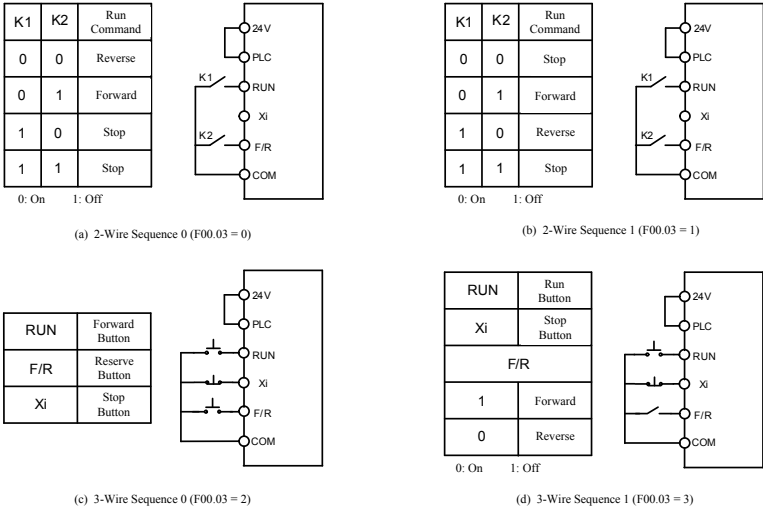 K1 K2 Run Command
0 0 Reverse
0 1 Forward
1 0 Stop
1 1 Stop
0: On 1: Off
24V
PLC
K1
RUN
Xi
K2
F/R
COM
(a) 2-Wire Sequence 0 (F00.03 = 0)
K1 K2 Run Command
0 0 Stop
0 1 Forward
1 0 Reverse
1 1 Stop
0: On 1: Off
24V
PLC
K1
RUN
Xi
K2
F/R
COM
(b) 2-Wire Sequence 1 (F00.03 = 1)
RUN Forward Button
F/R Reserve Button
Xi Stop Button
24V
PLC
RUN
Xi
F/R
COM
(c) 3-Wire Sequence 0 (F00.03 = 2)
RUN Run Button
Xi Stop Button
F/R
1 Forward
0 Reverse
0: On 1: Off
24V
PLC
RUN
Xi
F/R
COM
(d) 3-Wire Sequence 1 (F00.03 = 3)